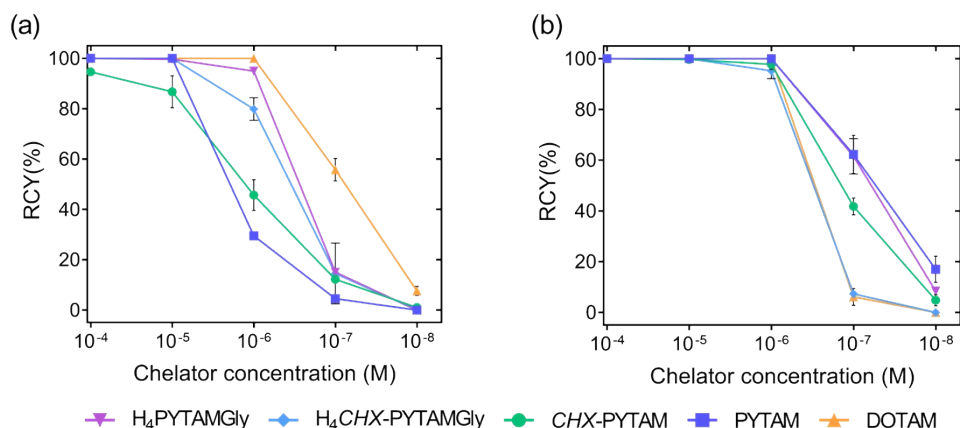 (a)
(b)
RCY(%)
100
80
60
40
20
0
10⁻⁴ 10⁻⁵ 10⁻⁶ 10⁻⁷ 10⁻⁸
Chelator concentration (M)
RCY(%)
100
80
60
40
20
0
10⁻⁴ 10⁻⁵ 10⁻⁶ 10⁻⁷ 10⁻⁸
Chelator concentration (M)
H₄PYTAMGly H₄CHX-PYTAMGly CHX-PYTAM PYTAM DOTAM